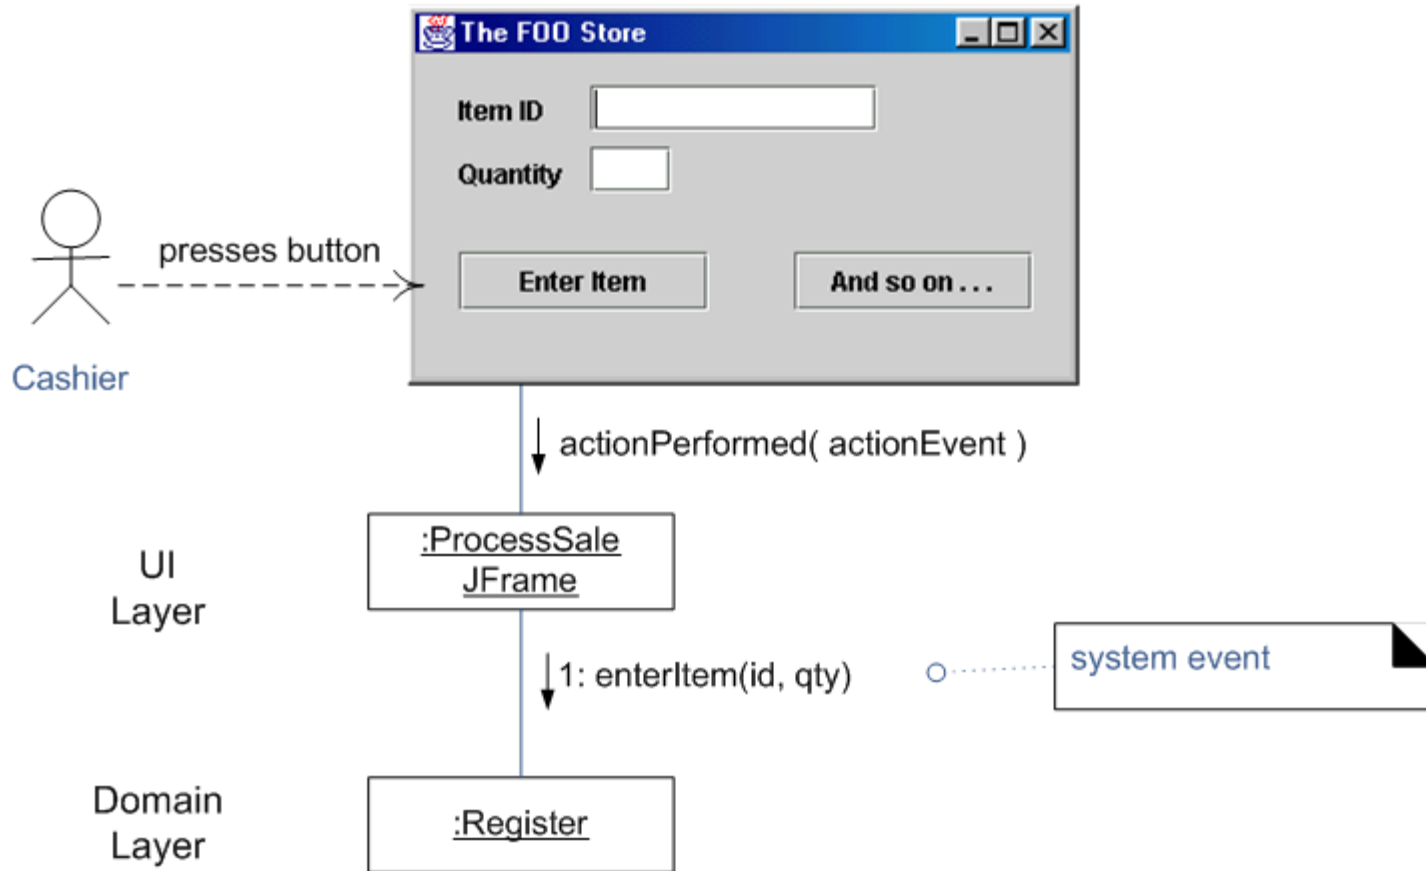 The FOO Store
Item ID
Quantity
presses button
Enter Item
And so on . . .
Cashier
actionPerformed( actionEvent )
:ProcessSale
JFrame
UI
Layer
1: enterItem(id, qty)
system event
Domain
Layer
:Register